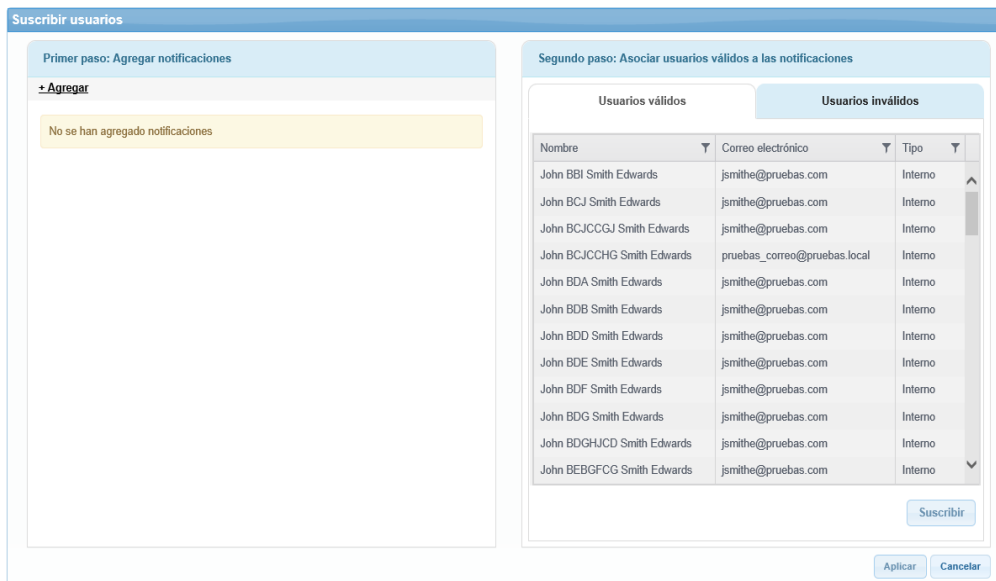 Suscribir usuarios
Primer paso: Agregar notificaciones
+ Agregar
No se han agregado notificaciones
Segundo paso: Asociar usuarios válidos a las notificaciones
Usuarios válidos Usuarios inválidos
Nombre Correo electrónico Tipo
John BBI Smith Edwards jsmithe@pruebas.com Interno
John BCJ Smith Edwards jsmithe@pruebas.com Interno
John BCJCCGJ Smith Edwards jsmithe@pruebas.com Interno
John BCJCCHG Smith Edwards pruebas_correo@pruebas.local Interno
John BDA Smith Edwards jsmithe@pruebas.com Interno
John BDB Smith Edwards jsmithe@pruebas.com Interno
John BDD Smith Edwards jsmithe@pruebas.com Interno
John BDE Smith Edwards jsmithe@pruebas.com Interno
John BDF Smith Edwards jsmithe@pruebas.com Interno
John BDG Smith Edwards jsmithe@pruebas.com Interno
John BDGHJCD Smith Edwards jsmithe@pruebas.com Interno
John BEBGFCG Smith Edwards jsmithe@pruebas.com Interno
Suscribir
Aplicar Cancelar